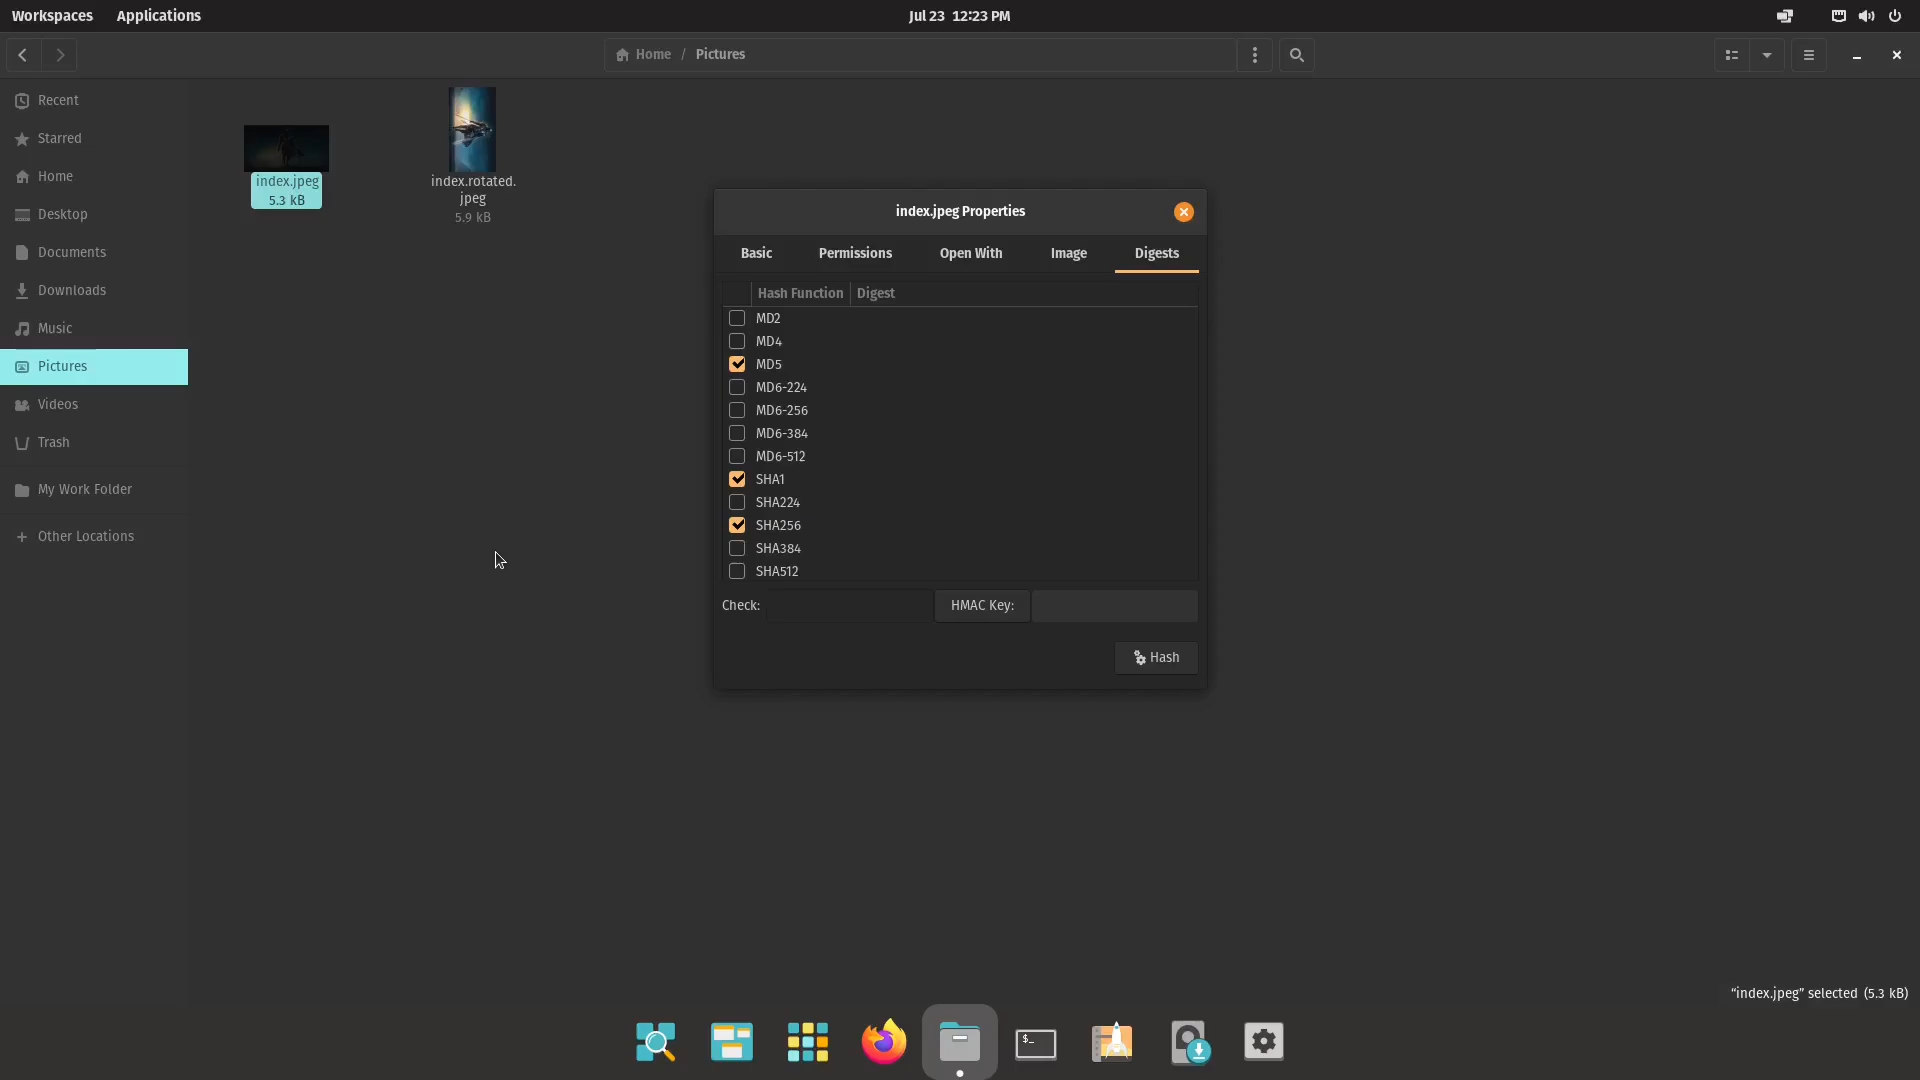 Workspaces Applications Jul 23 12:23 PM
Home / Pictures
Recent
Starred
Home
Desktop
Documents
Downloads
Music
Pictures
Videos
Trash
My Work Folder
Other Locations
index.jpeg
5.3 kB
index.rotated.
jpeg
5.9 kB
index.jpeg Properties
Basic Permissions Open With Image Digests
Hash Function Digest
MD2
MD4
MD5
MD6-224
MD6-256
MD6-384
MD6-512
SHA1
SHA224
SHA256
SHA384
SHA512
Check: HMAC Key:
Hash
"index.jpeg" selected (5.3 kB)
$_